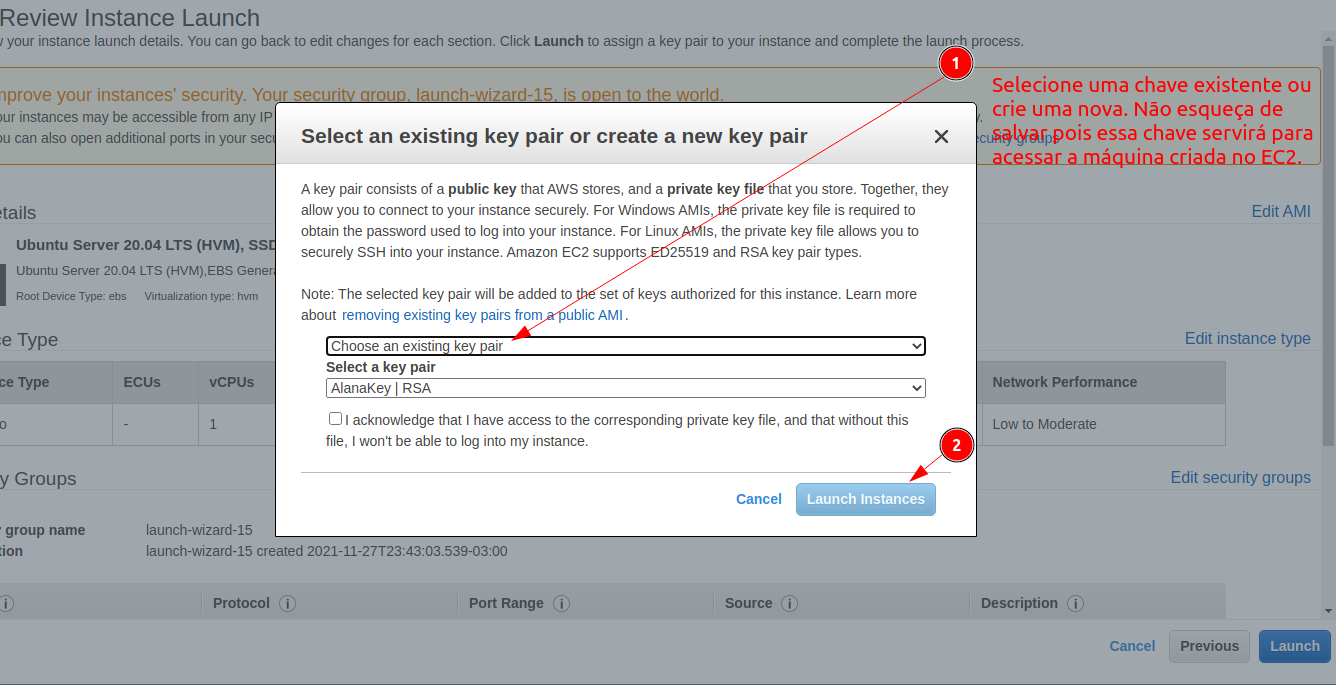 Review Instance Launch
your instance launch details. You can go back to edit changes for each section. Click Launch to assign a key pair to your instance and complete the launch process.
1
Selecione uma chave existente ou
crie uma nova. Não esqueça de
salvar pois essa chave servirá para
acessar a máquina criada no EC2.
mprove your instances' security. Your security group, launch-wizard-15, is open to the world.
our instances may be accessible from any IP
ou can also open additional ports in your secu
ecurity groups
Select an existing key pair or create a new key pair
A key pair consists of a public key that AWS stores, and a private key file that you store. Together, they
allow you to connect to your instance securely. For Windows AMIs, the private key file is required to
obtain the password used to log into your instance. For Linux AMIs, the private key file allows you to
securely SSH into your instance. Amazon EC2 supports ED25519 and RSA key pair types.
Note: The selected key pair will be added to the set of keys authorized for this instance. Learn more
about removing existing key pairs from a public AMI.
Choose an existing key pair
Select a key pair
AlanaKey | RSA
I acknowledge that I have access to the corresponding private key file, and that without this
file, I won't be able to log into my instance.
2
Cancel Launch Instances
etails Edit AMI
Ubuntu Server 20.04 LTS (HVM), SSD
Ubuntu Server 20.04 LTS (HVM),EBS Genera
Root Device Type: ebs Virtualization type: hvm
ce Type Edit instance type
ce Type ECUs vCPUs Network Performance
o - 1 Low to Moderate
y Groups Edit security groups
group name launch-wizard-15
tion launch-wizard-15 created 2021-11-27T23:43:03.539-03:00
Protocol Port Range Source Description
Cancel Previous Launch